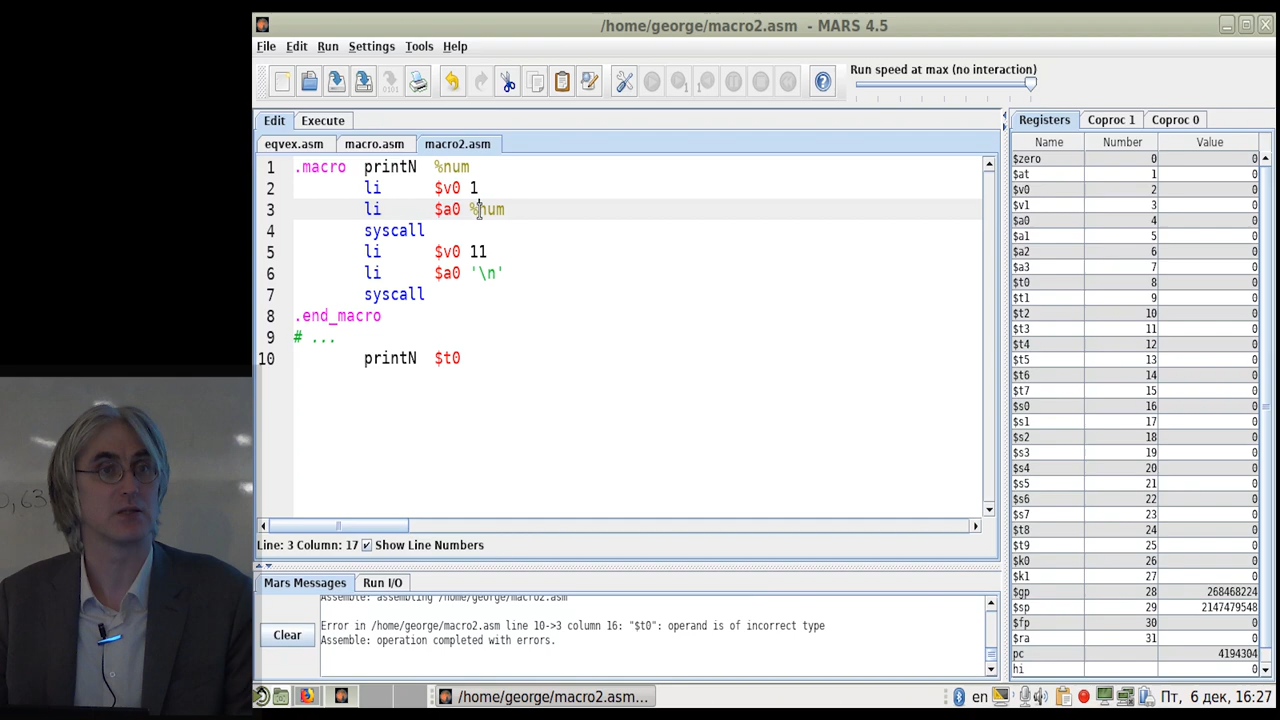 /home/george/macro2.asm - MARS 4.5
File Edit Run Settings Tools Help
Run speed at max (no interaction)
Edit Execute
eqvex.asm macro.asm macro2.asm
1 .macro printN %num
2 li $v0 1
3 li $a0 %num
4 syscall
5 li $v0 11
6 li $a0 '\n'
7 syscall
8 .end_macro
9 # ...
10 printN $t0
Line: 3 Column: 17 Show Line Numbers
Mars Messages Run I/O
Assemble: assembling /home/george/macro2.asm
Error in /home/george/macro2.asm line 10->3 column 16: "$t0": operand is of incorrect type
Assemble: operation completed with errors.
Clear
Registers Coproc 1 Coproc 0
Name Number Value
$zero 0 0
$at 1 0
$v0 2 0
$v1 3 0
$a0 4 0
$a1 5 0
$a2 6 0
$a3 7 0
$t0 8 0
$t1 9 0
$t2 10 0
$t3 11 0
$t4 12 0
$t5 13 0
$t6 14 0
$t7 15 0
$s0 16 0
$s1 17 0
$s2 18 0
$s3 19 0
$s4 20 0
$s5 21 0
$s6 22 0
$s7 23 0
$t8 24 0
$t9 25 0
$k0 26 0
$k1 27 0
$gp 28 268468224
$sp 29 2147479548
$fp 30 0
$ra 31 0
pc 4194304
hi 0
0,63
/home/george/macro2.asm... en Пт, 6 дек, 16:27